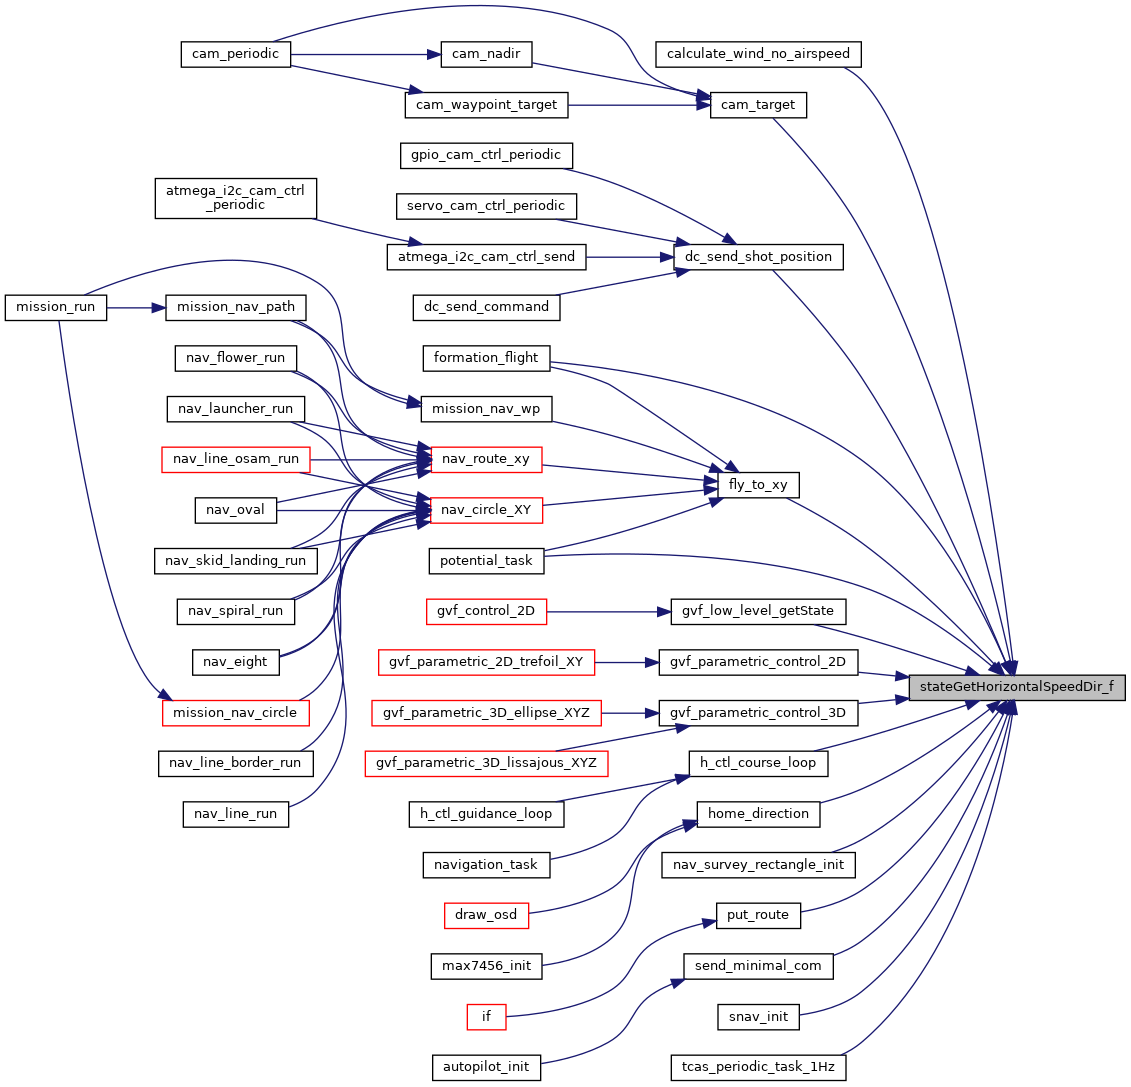 cam_periodic
cam_nadir
calculate_wind_no_airspeed
cam_waypoint_target
cam_target
gpio_cam_ctrl_periodic
atmega_i2c_cam_ctrl
_periodic
servo_cam_ctrl_periodic
atmega_i2c_cam_ctrl_send
dc_send_shot_position
mission_run
mission_nav_path
dc_send_command
nav_flower_run
formation_flight
nav_launcher_run
mission_nav_wp
nav_line_osam_run
nav_route_xy
fly_to_xy
nav_oval
nav_circle_XY
nav_skid_landing_run
potential_task
nav_spiral_run
gvf_control_2D
gvf_low_level_getState
nav_eight
gvf_parametric_2D_trefoil_XY
gvf_parametric_control_2D
stateGetHorizontalSpeedDir_f
mission_nav_circle
gvf_parametric_3D_ellipse_XYZ
gvf_parametric_control_3D
nav_line_border_run
gvf_parametric_3D_lissajous_XYZ
h_ctl_course_loop
nav_line_run
h_ctl_guidance_loop
home_direction
navigation_task
nav_survey_rectangle_init
draw_osd
put_route
max7456_init
send_minimal_com
if
snav_init
autopilot_init
tcas_periodic_task_1Hz